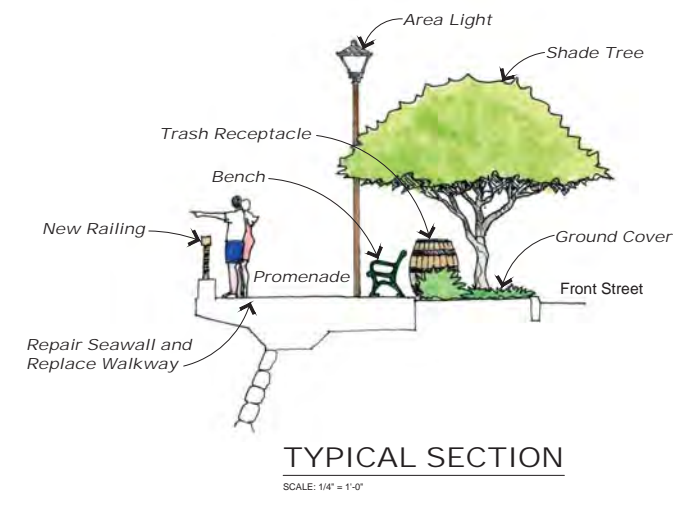 Area Light
Shade Tree
Trash Receptacle
Bench
New Railing
Ground Cover
Promenade
Front Street
Repair Seawall and
Replace Walkway
TYPICAL SECTION
SCALE: 1/4" = 1'-0"